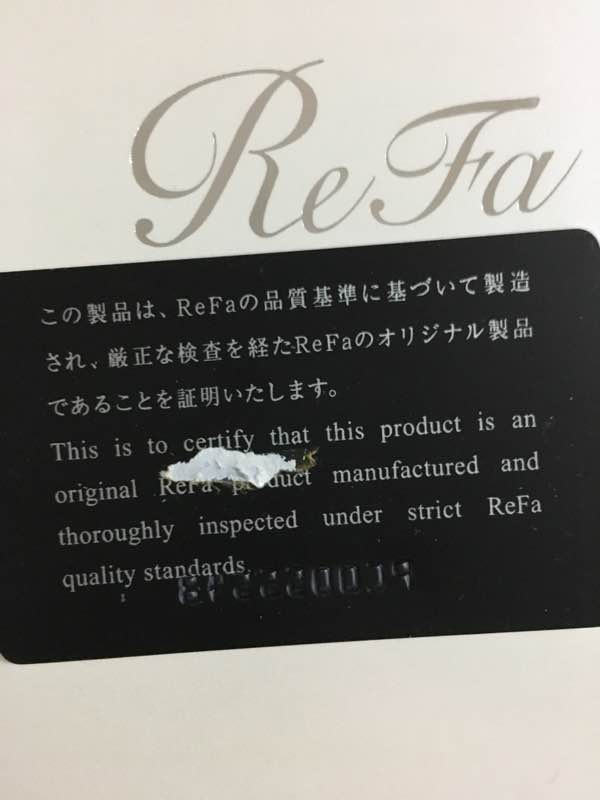 ReFa
この製品は、ReFaの品質基準に基づいて製造
され、厳正な検査を経たReFaのオリジナル製品
であることを証明いたします。
This is to certify that this product is an
original ReFa product manufactured and
thoroughly inspected under strict ReFa
quality standards.